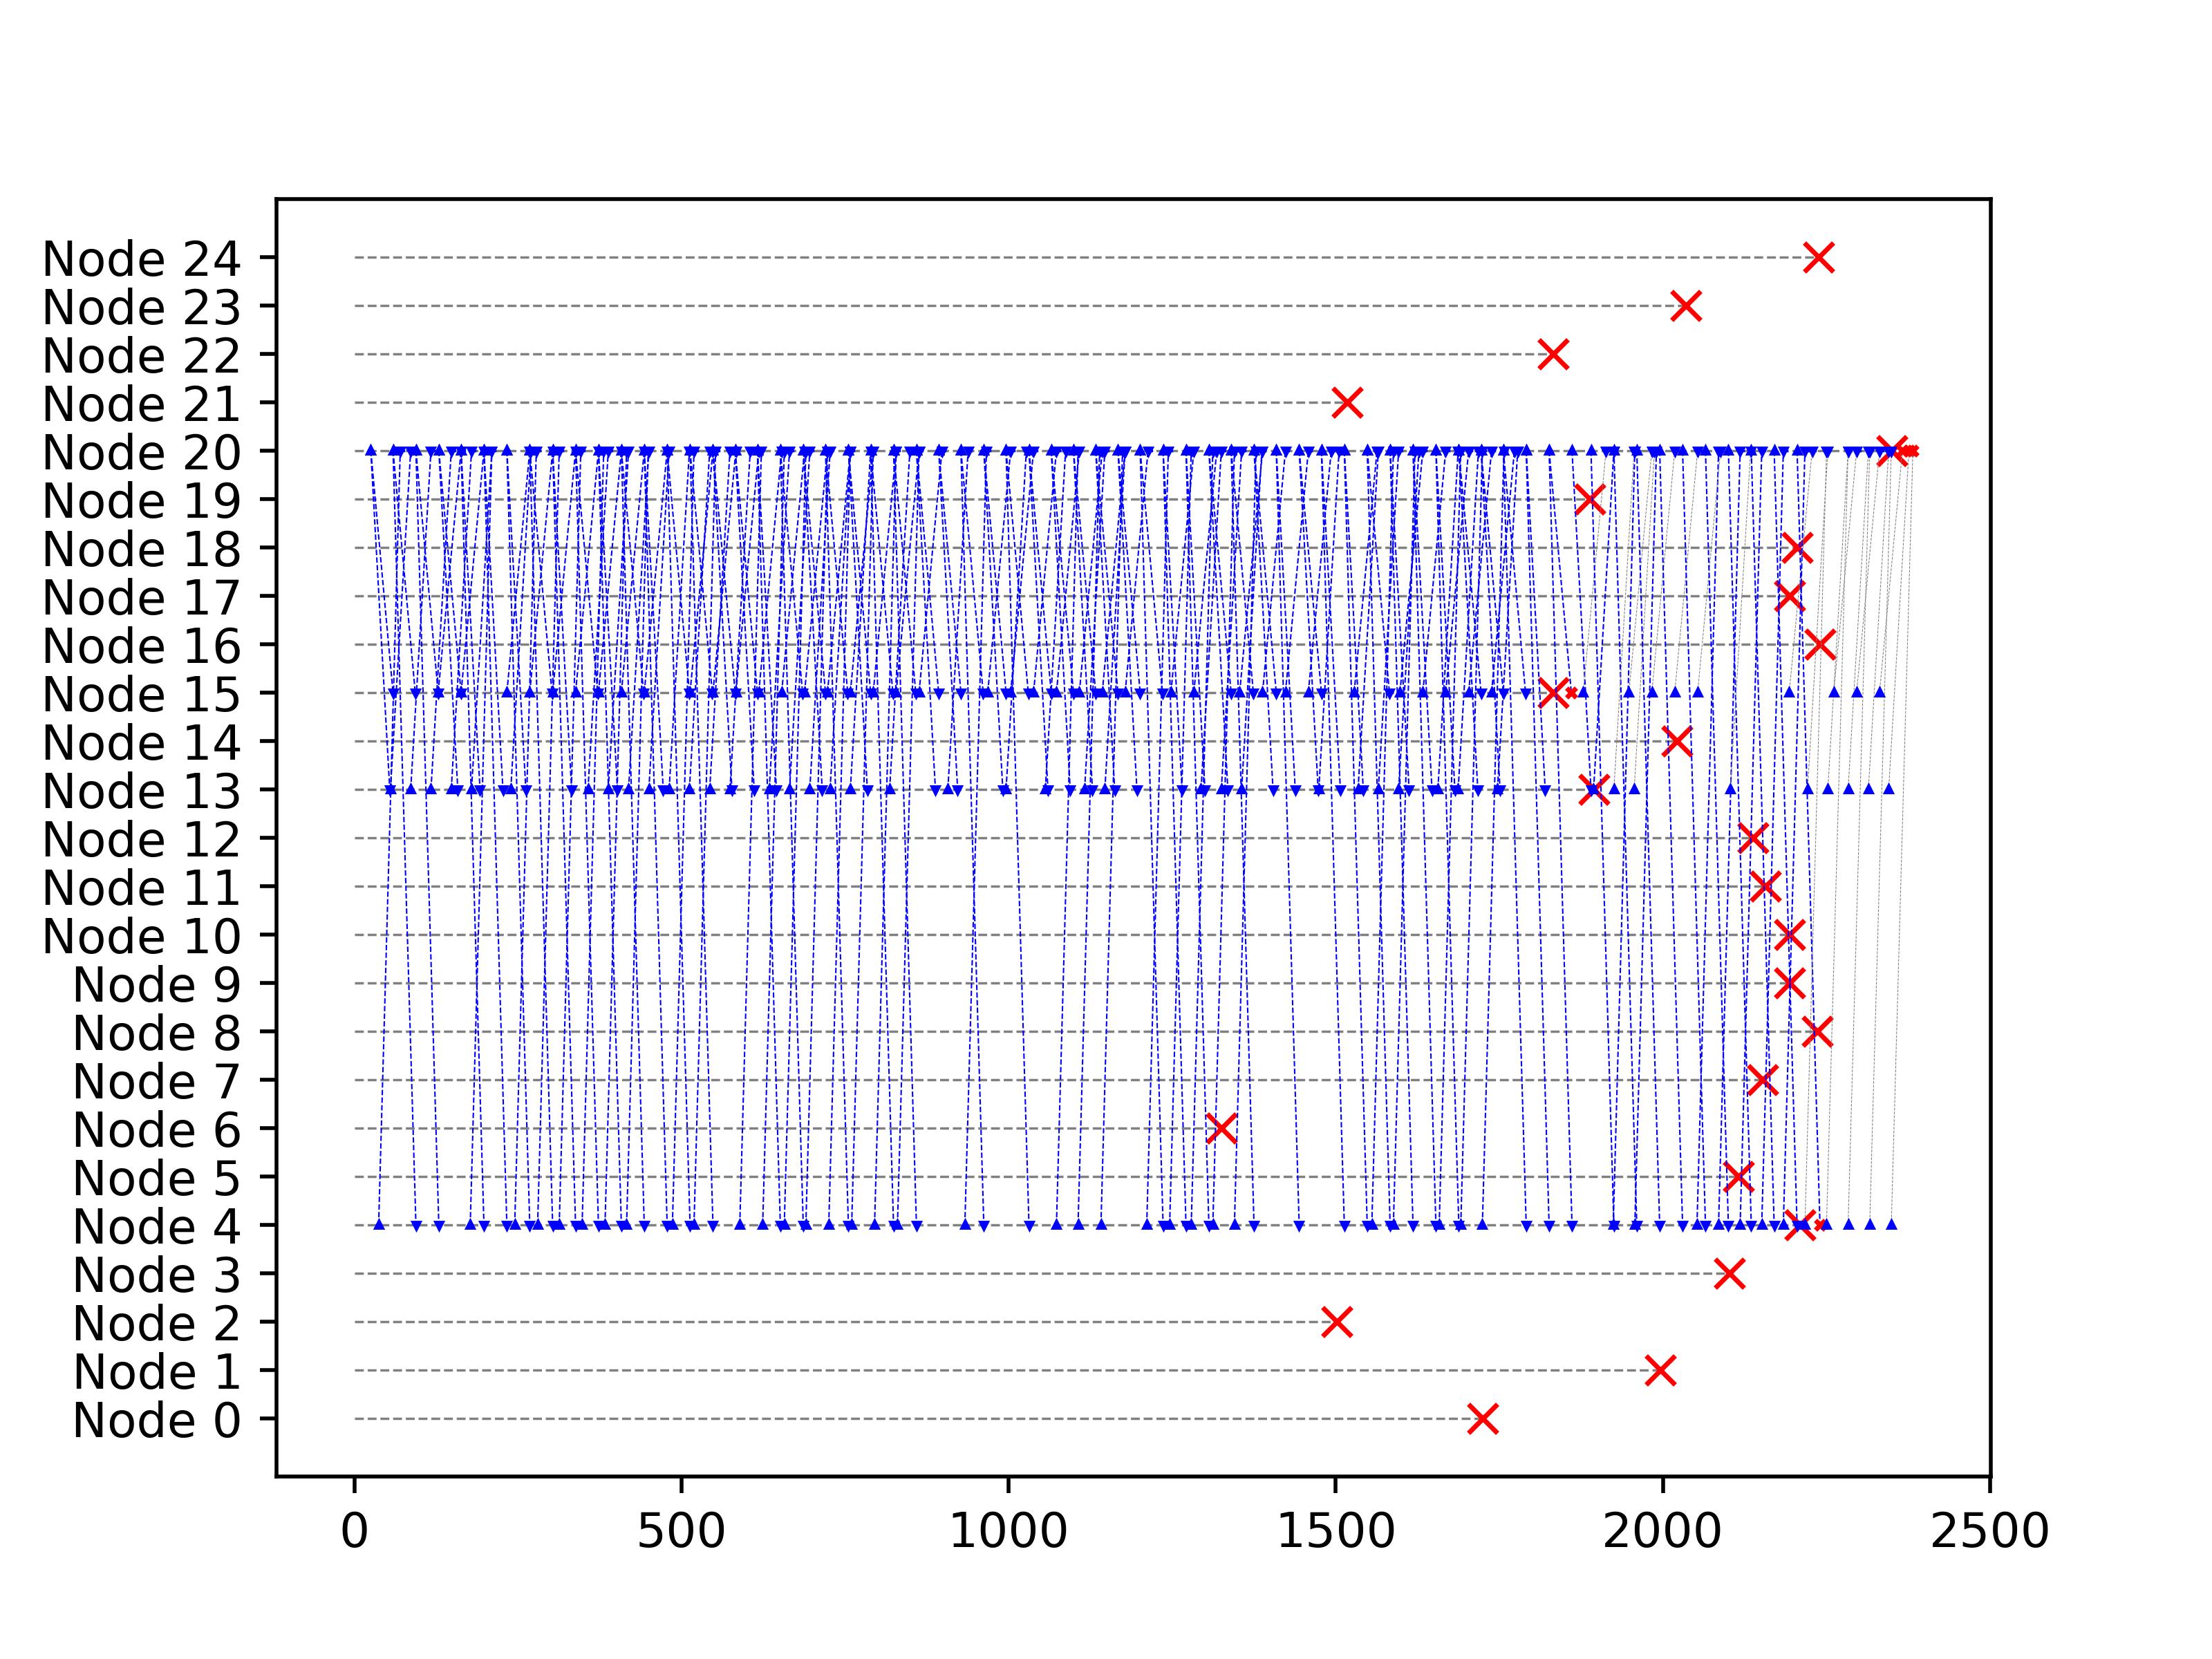 Node 24
Node 23
Node 22
Node 21
Node 20
Node 19
Node 18
Node 17
Node 16
Node 15
Node 14
Node 13
Node 12
Node 11
Node 10
Node 9
Node 8
Node 7
Node 6
Node 5
Node 4
Node 3
Node 2
Node 1
Node 0
0 500 1000 1500 2000 2500